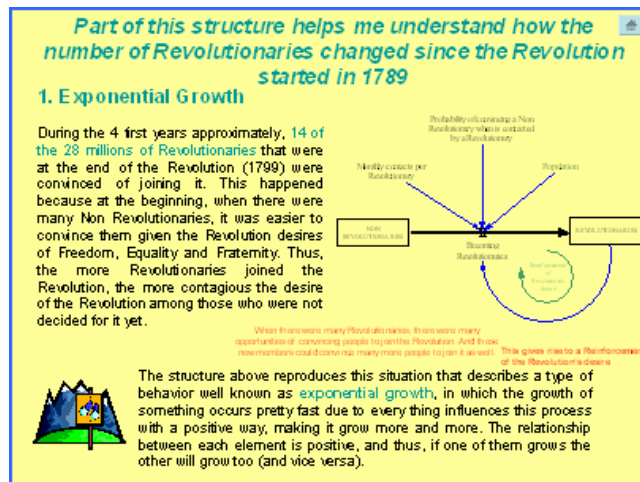 Part of this structure helps me understand how the
number of Revolutionaries changed since the Revolution
started in 1789
1. Exponential Growth
During the 4 first years approximately, 14 of
the 28 millions of Revolutionaries that were
at the end of the Revolution (1799) were
convinced of joining it. This happened
because at the beginning, when there were
many Non Revolutionaries, it was easier to
convince them given the Revolution desires
of Freedom, Equality and Fraternity. Thus,
the more Revolutionaries joined the
Revolution, the more contagious the desire
of the Revolution among those who were not
decided for it yet.
Probability of convincing a Non
Revolutionary when is contacted
by a Revolutionary
Monthly contacts per
Revolutionary
Population
NON
REVOLUTIONARIES
REVOLUTIONARIES
Becoming
Revolutionaries
When there were many Revolutionaries, there were many
opportunities of convincing people to join the Revolution. And those
new members could convince many more people to join it as well.
This gives rise to a Reinforcement
of the Revolution's desire
The structure above reproduces this situation that describes a type of
behavior well known as exponential growth, in which the growth of
something occurs pretty fast due to every thing influences this process
with a positive way, making it grow more and more. The relationship
between each element is positive, and thus, if one of them grows the
other will grow too (and vice versa).